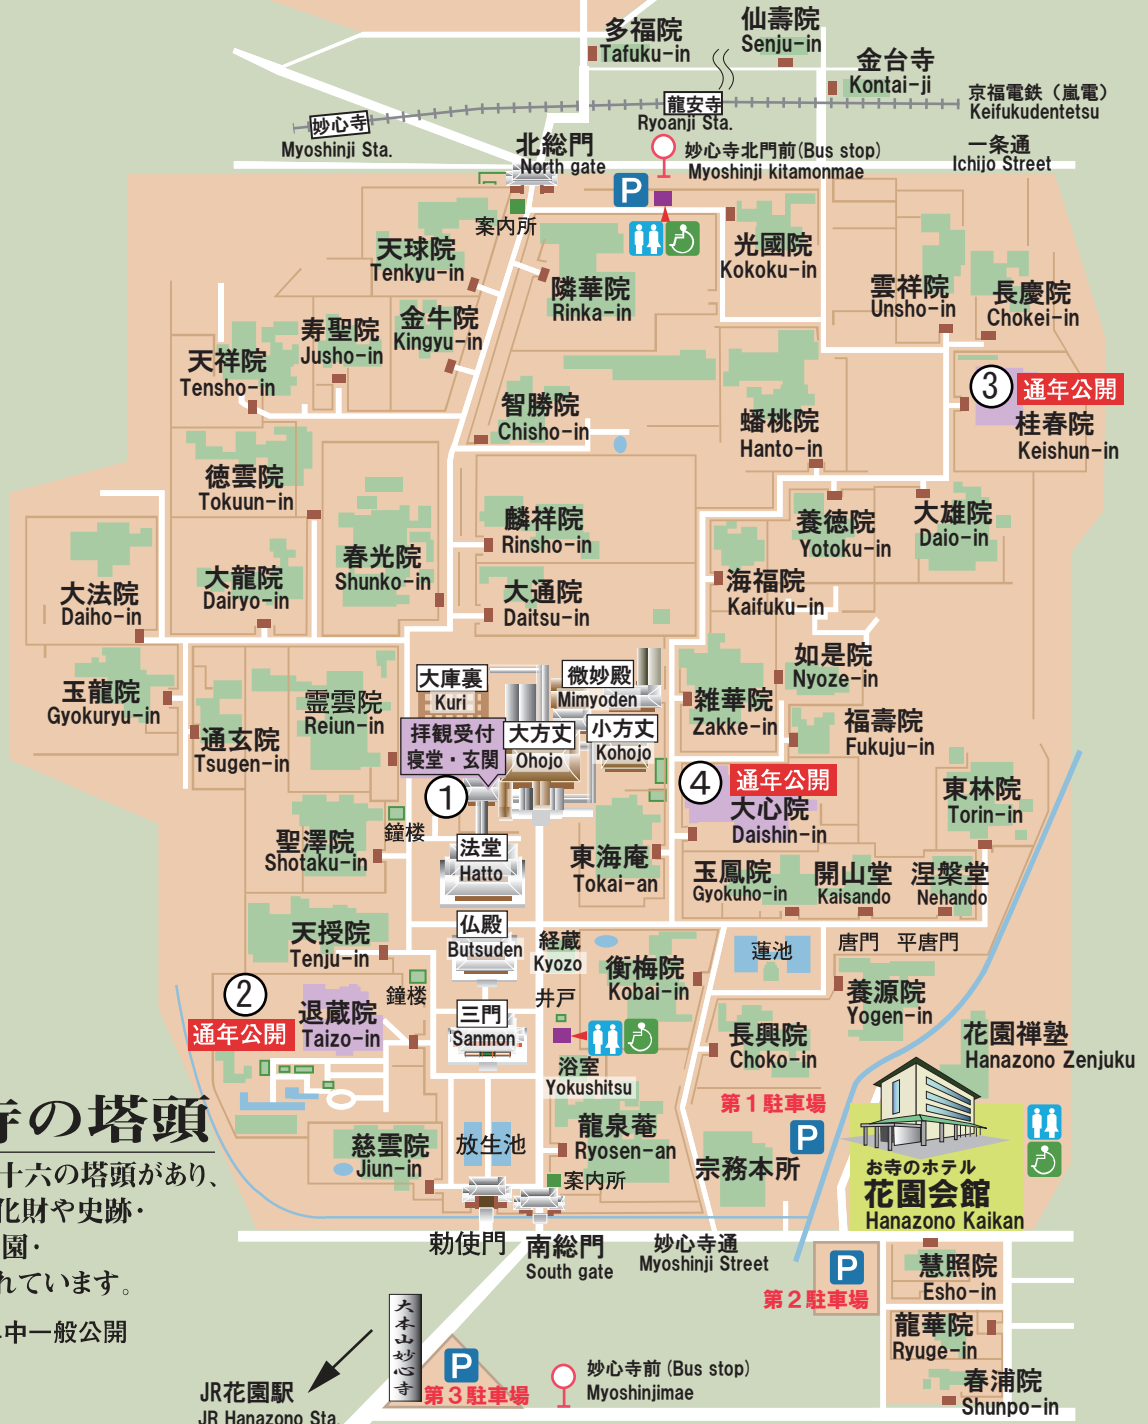 多福院
Tafuku-in
仙壽院
Senju-in
金台寺
Kontai-ji
京福電鉄（嵐電）
Keifukudentetsu
龍安寺
Ryoanji Sta.
妙心寺
Myoshinji Sta.
北総門
North gate
妙心寺北門前(Bus stop)
Myoshinji kitamonmae
一条通
Ichijo Street
P
案内所
天球院
Tenkyu-in
光國院
Kokoku-in
隣華院
Rinka-in
雲祥院
Unsho-in
長慶院
Chokei-in
寿聖院
Jusho-in
金牛院
Kingyu-in
天祥院
Tensho-in
智勝院
Chisho-in
蟠桃院
Hanto-in
3
通年公開
桂春院
Keishun-in
徳雲院
Tokuun-in
麟祥院
Rinsho-in
養徳院
Yotoku-in
大雄院
Daio-in
春光院
Shunko-in
大龍院
Dairyo-in
大法院
Daiho-in
大通院
Daitsu-in
海福院
Kaifuku-in
如是院
Nyoze-in
玉龍院
Gyokuryu-in
霊雲院
Reiun-in
大庫裏
Kuri
微妙殿
Mimyoden
雑華院
Zakke-in
福壽院
Fukuju-in
通玄院
Tsugen-in
拝観受付
寝堂・玄関
大方丈
Ohojo
小方丈
Kohojo
1
4
通年公開
大心院
Daishin-in
東林院
Torin-in
聖澤院
Shotaku-in
鐘楼
法堂
Hatto
東海庵
Tokai-an
玉鳳院
Gyokuho-in
開山堂
Kaisando
涅槃堂
Nehando
天授院
Tenju-in
仏殿
Butsuden
経蔵
Kyozo
衡梅院
Kobai-in
蓮池
唐門
平唐門
2
通年公開
退蔵院
Taizo-in
鐘楼
三門
Sanmon
井戸
浴室
Yokushitsu
長興院
Choko-in
養源院
Yogen-in
花園禅塾
Hanazono Zenjuku
第1駐車場
P
寺の塔頭
十六の塔頭があり、
化財や史跡・
園・
れています。
中一般公開
慈雲院
Jiun-in
放生池
龍泉菴
Ryosen-an
案内所
宗務本所
お寺のホテル
花園会館
Hanazono Kaikan
勅使門
南総門
South gate
妙心寺通
Myoshinji Street
P
第2駐車場
慧照院
Esho-in
龍華院
Ryuge-in
春浦院
Shunpo-in
大本山妙心寺
P
第3駐車場
妙心寺前(Bus stop)
Myoshinjimae
JR花園駅
JR Hanazono Sta.